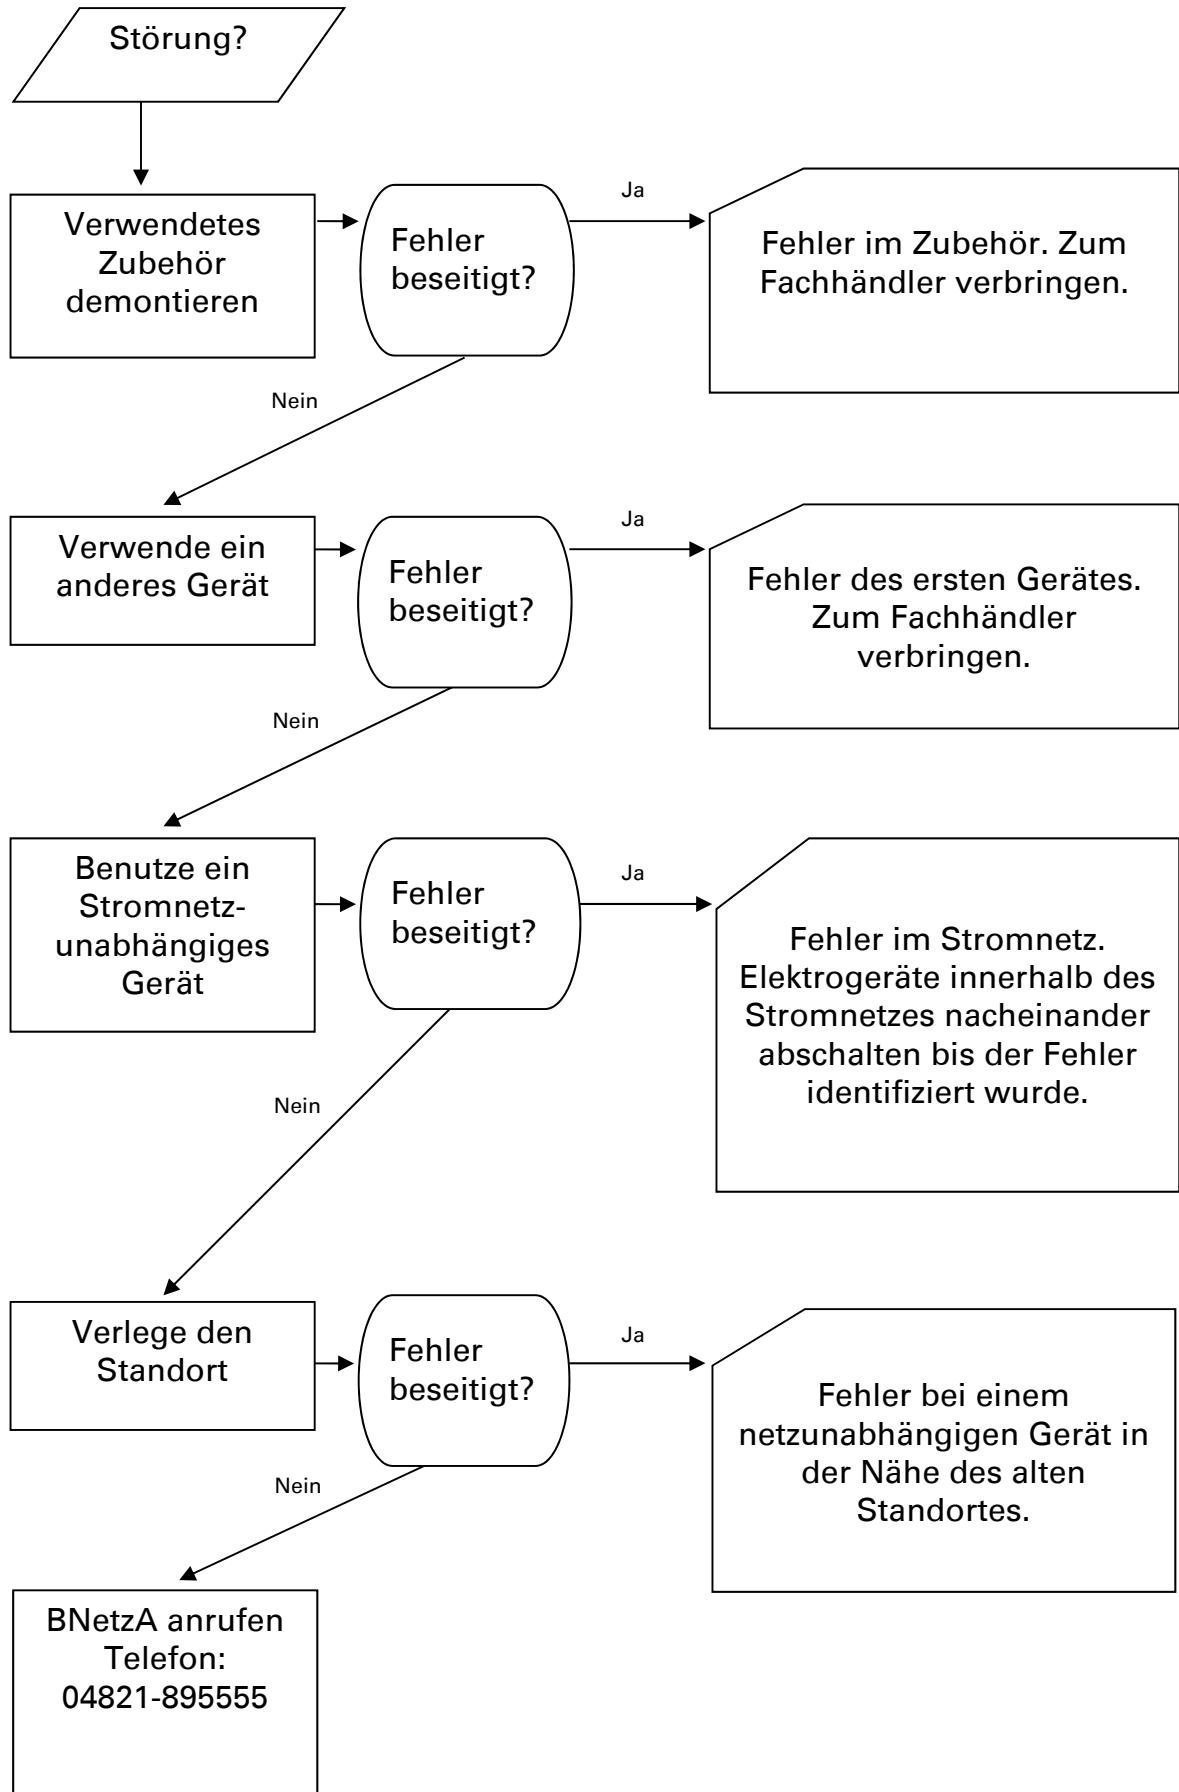 Störung?
Verwendetes
Zubehör
demontieren
Fehler
beseitigt?
Ja
Fehler im Zubehör. Zum
Fachhändler verbringen.
Nein
Verwende ein
anderes Gerät
Fehler
beseitigt?
Ja
Fehler des ersten Gerätes.
Zum Fachhändler
verbringen.
Nein
Benutze ein
Stromnetz-
unabhängiges
Gerät
Fehler
beseitigt?
Ja
Fehler im Stromnetz.
Elektrogeräte innerhalb des
Stromnetzes nacheinander
abschalten bis der Fehler
identifiziert wurde.
Nein
Verlege den
Standort
Fehler
beseitigt?
Ja
Fehler bei einem
netzunabhängigen Gerät in
der Nähe des alten
Standortes.
Nein
BNetzA anrufen
Telefon:
04821-895555